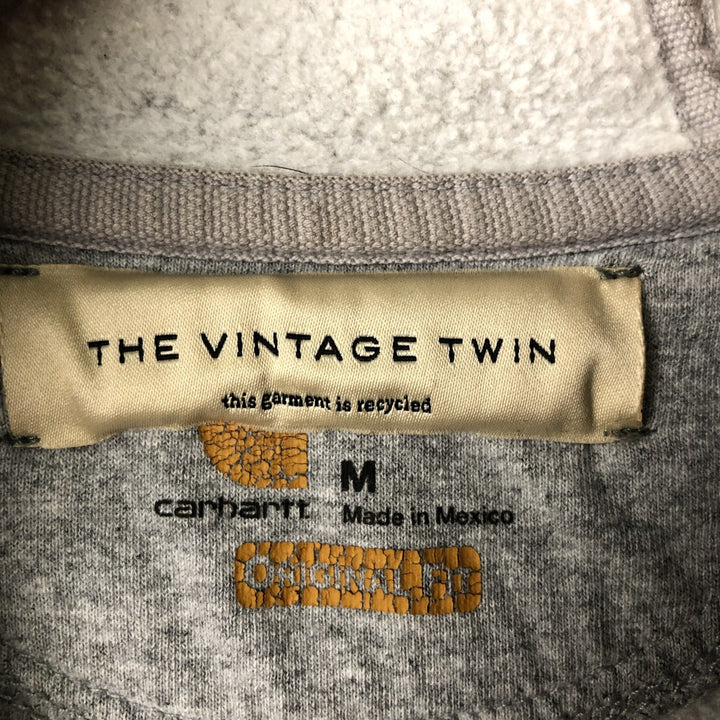 THE VINTAGE TWIN
this garment is recycled
M
carhartt
Made in Mexico
ORIGINAL FIT